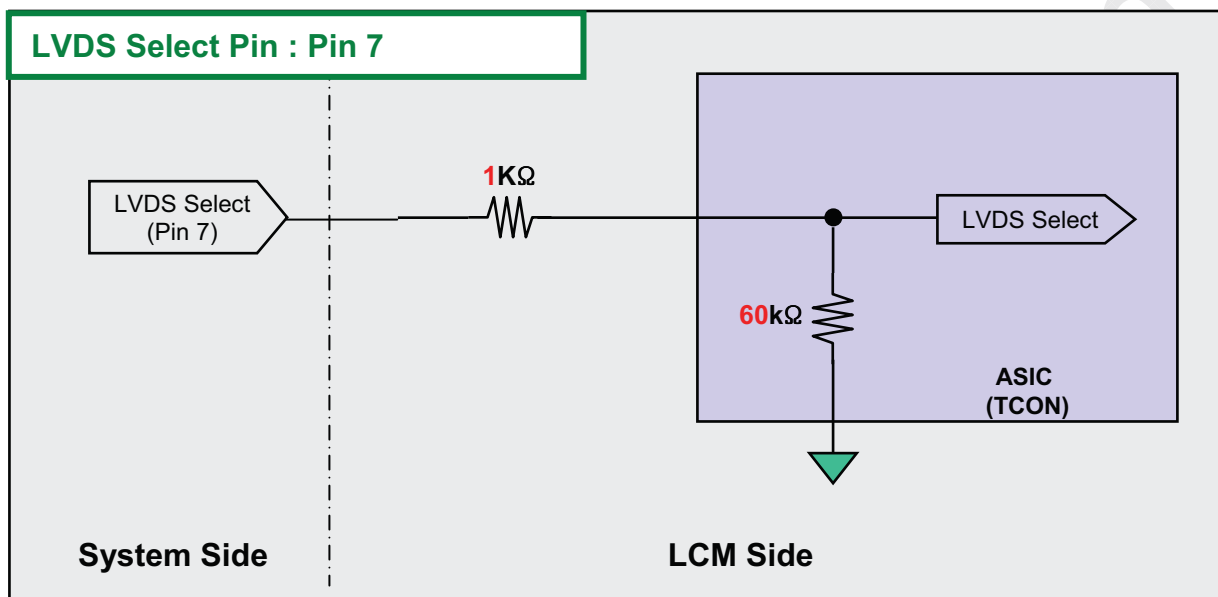 LVDS Select Pin : Pin 7
LVDS Select
(Pin 7)
1KΩ
LVDS Select
60kΩ
ASIC
(TCON)
System Side
LCM Side